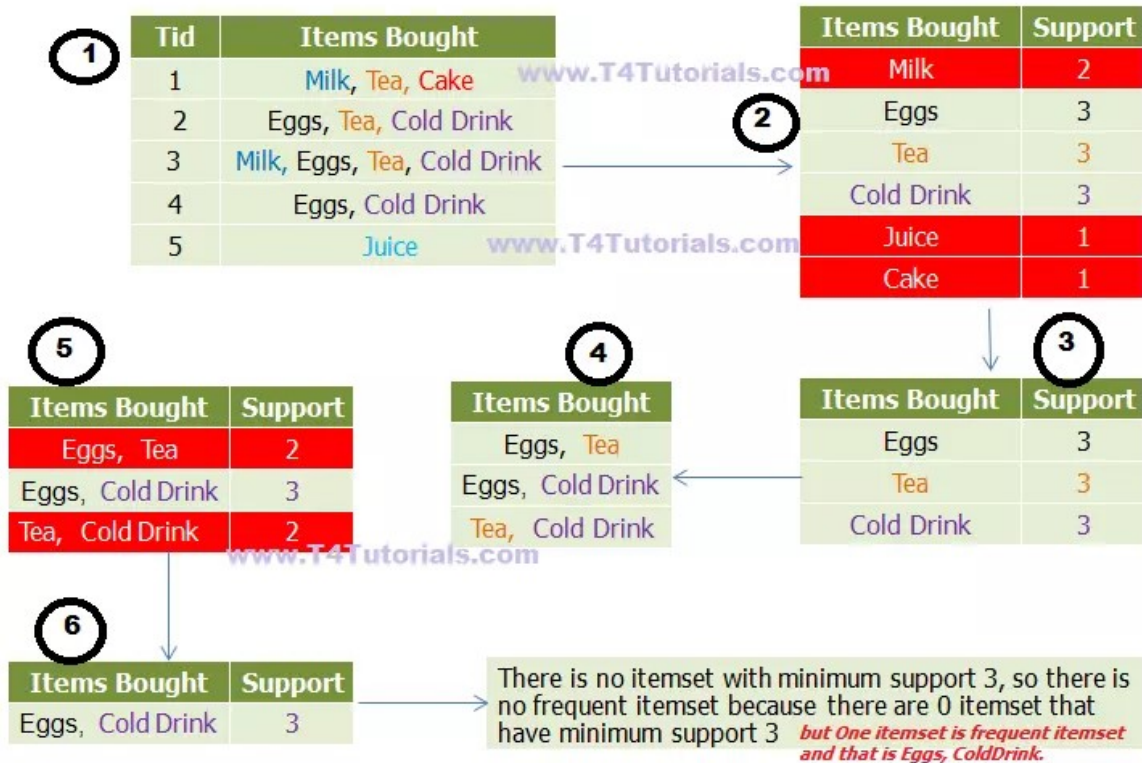 1
Tid Items Bought
1 Milk, Tea, Cake
2 Eggs, Tea, Cold Drink
3 Milk, Eggs, Tea, Cold Drink
4 Eggs, Cold Drink
5 Juice
www.T4Tutorials.com
www.T4Tutorials.com
2
Items Bought Support
Milk 2
Eggs 3
Tea 3
Cold Drink 3
Juice 1
Cake 1
3
Items Bought Support
Eggs 3
Tea 3
Cold Drink 3
4
Items Bought
Eggs, Tea
Eggs, Cold Drink
Tea, Cold Drink
5
Items Bought Support
Eggs, Tea 2
Eggs, Cold Drink 3
Tea, Cold Drink 2
www.T4Tutorials.com
6
Items Bought Support
Eggs, Cold Drink 3
There is no itemset with minimum support 3, so there is
no frequent itemset because there are 0 itemset that
have minimum support 3 but One itemset is frequent itemset
and that is Eggs, ColdDrink.